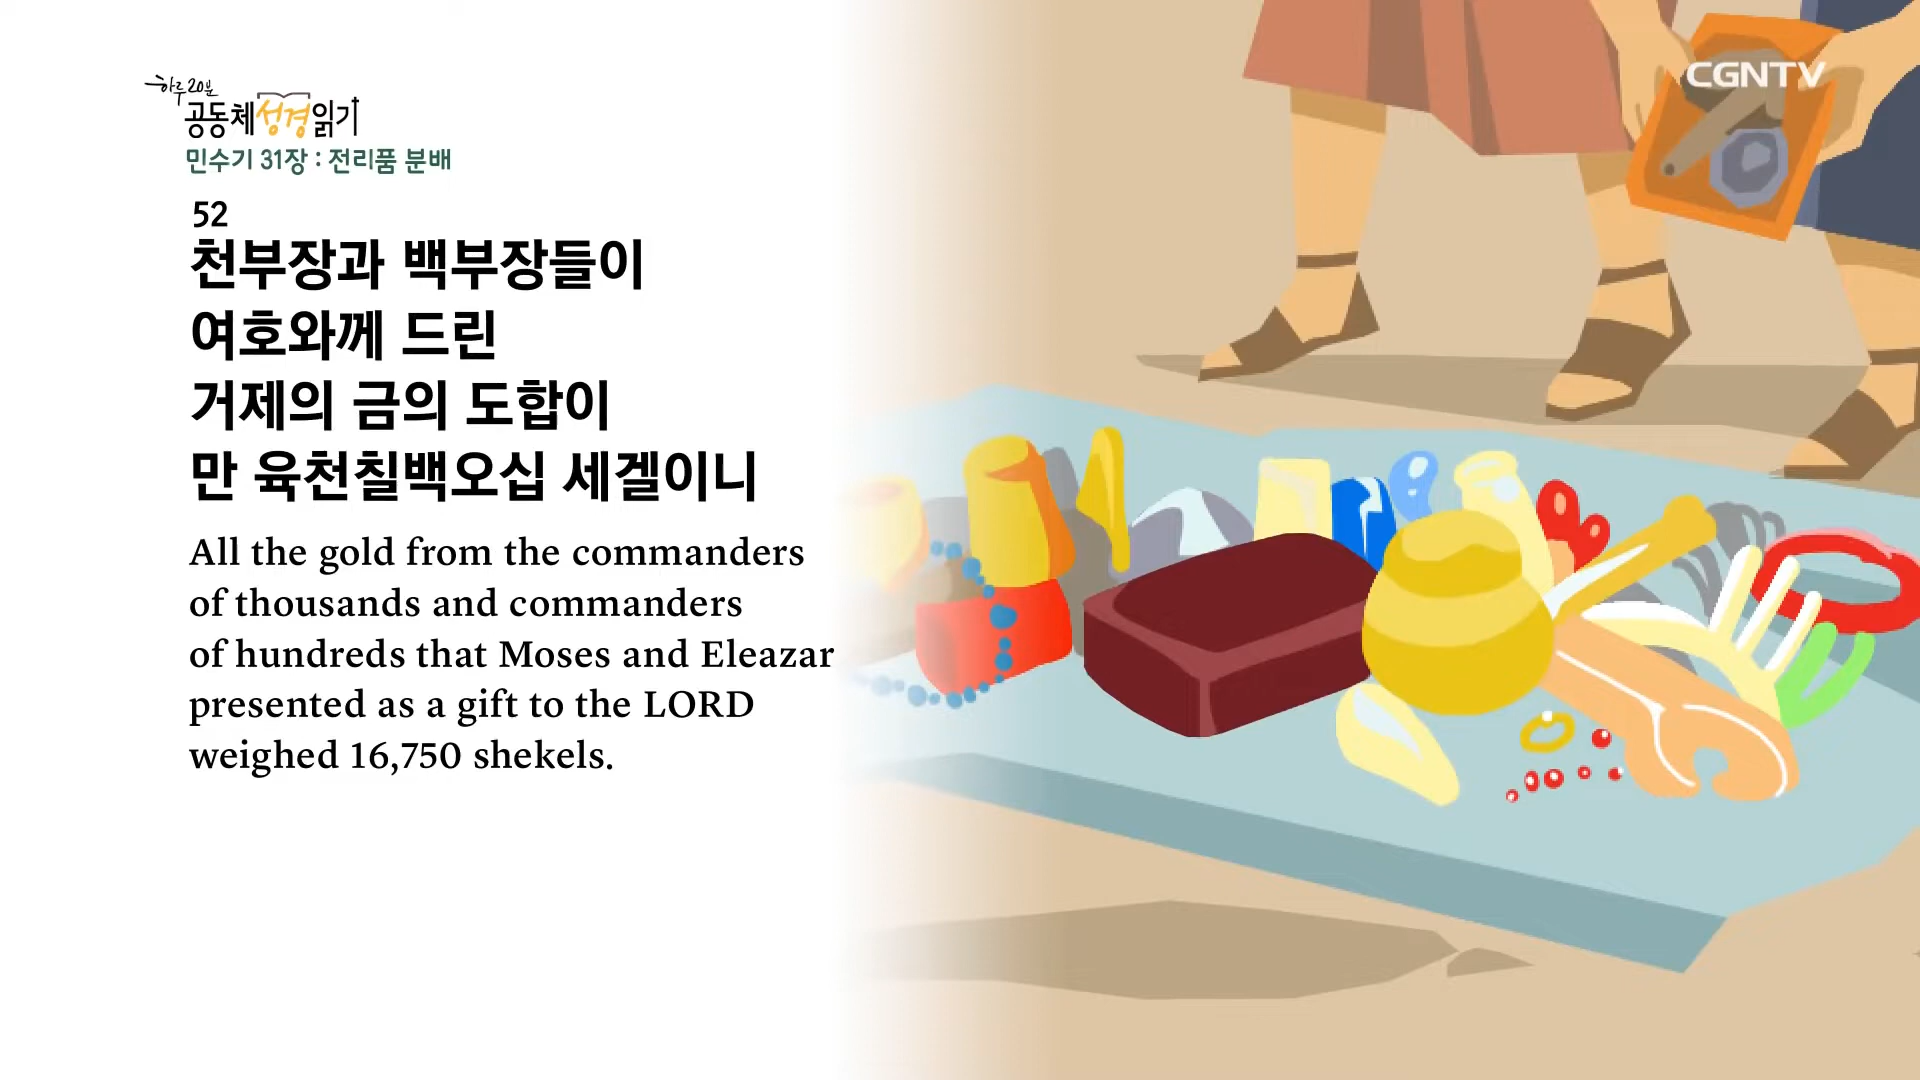 하루 20분
공동체성경읽기
민수기 31장 : 전리품 분배
CGNTV
52
천부장과 백부장들이
여호와께 드린
거제의 금의 도합이
만 육천칠백오십 세겔이니
All the gold from the commanders
of thousands and commanders
of hundreds that Moses and Eleazar
presented as a gift to the LORD
weighed 16,750 shekels.